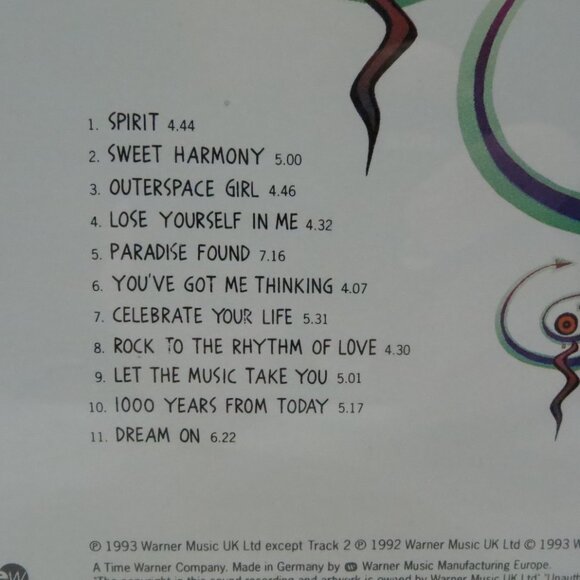 1. SPIRIT 4.44
2. SWEET HARMONY 5.00
3. OUTERSPACE GIRL 4.46
4. LOSE YOURSELF IN ME 4.32
5. PARADISE FOUND 7.16
6. YOU'VE GOT ME THINKING 4.07
7. CELEBRATE YOUR LIFE 5.31
8. ROCK TO THE RHYTHM OF LOVE 4.30
9. LET THE MUSIC TAKE YOU 5.01
10. 1000 YEARS FROM TODAY 5.17
11. DREAM ON 6.22
℗ 1993 Warner Music UK Ltd except Track 2 ℗ 1992 Warner Music UK Ltd © 1993 W
ew A Time Warner Company. Made in Germany by Warner Music Manufacturing Europe.